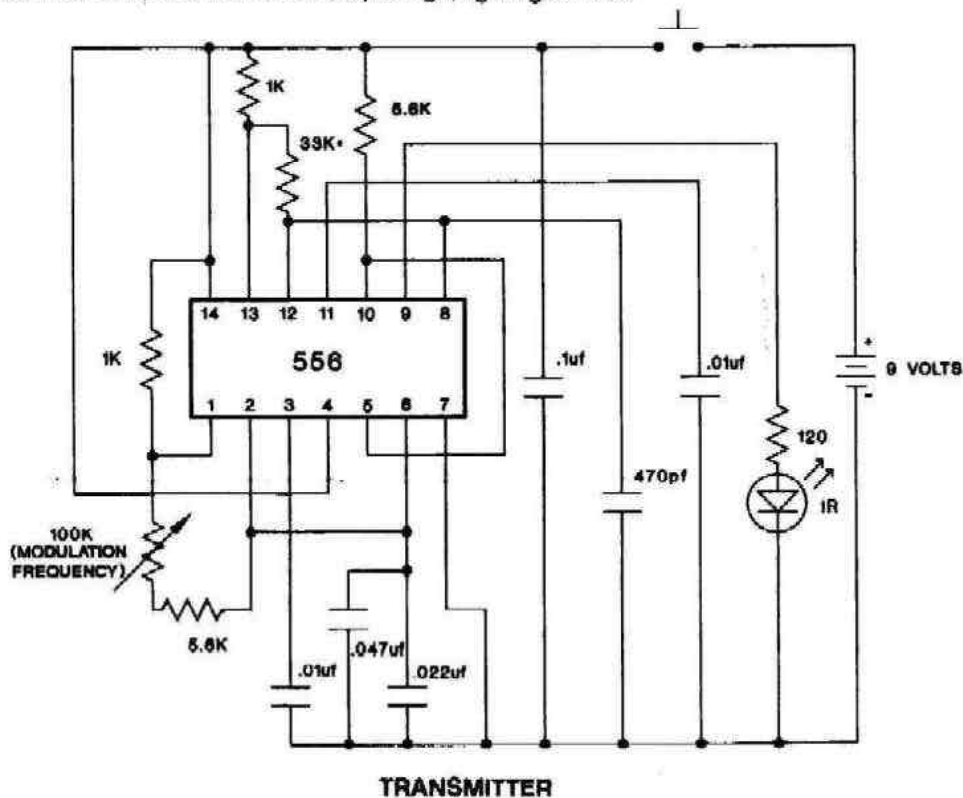 1K
5.6K
33K*
14 13 12 11 10 9 8
556
1 2 3 4 5 6 7
1K
.1uf
.01uf
+
9 VOLTS
-
120
470pf
IR
100K
(MODULATION
FREQUENCY)
5.6K
.047uf
.01uf
.022uf
TRANSMITTER